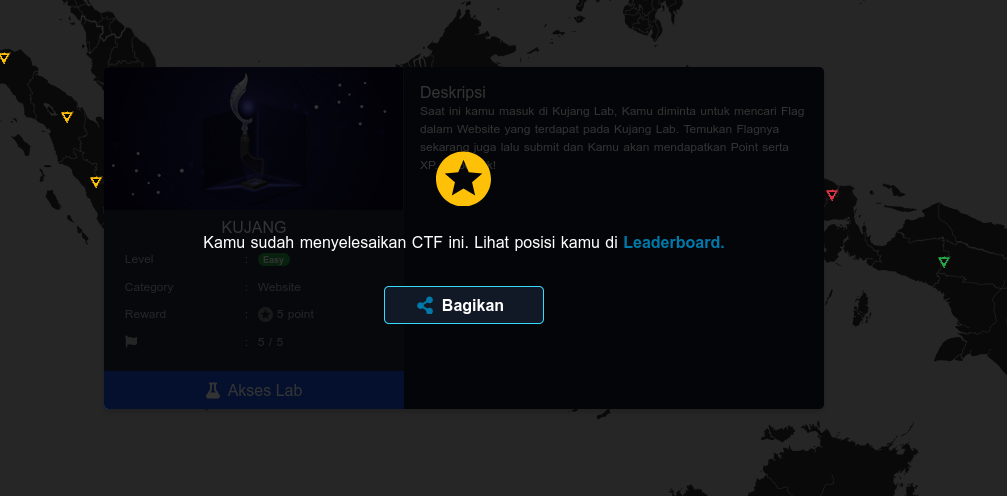 Deskripsi
Saat ini kamu masuk di Kujang Lab, Kamu diminta untuk mencari Flag
dalam Website yang terdapat pada Kujang Lab. Temukan Flagnya
sekarang juga lalu submit dan Kamu akan mendapatkan Point serta
XP
KUJANG
Kamu sudah menyelesaikan CTF ini. Lihat posisi kamu di Leaderboard.
Level : Easy
Category : Website
Reward : 5 point
: 5 / 5
Bagikan
Akses Lab